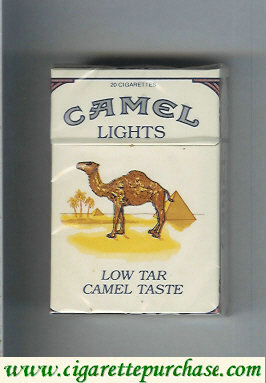 20 CIGARETTES
CAMEL
LIGHTS
LOW TAR
CAMEL TASTE
www.cigarettepurchase.com